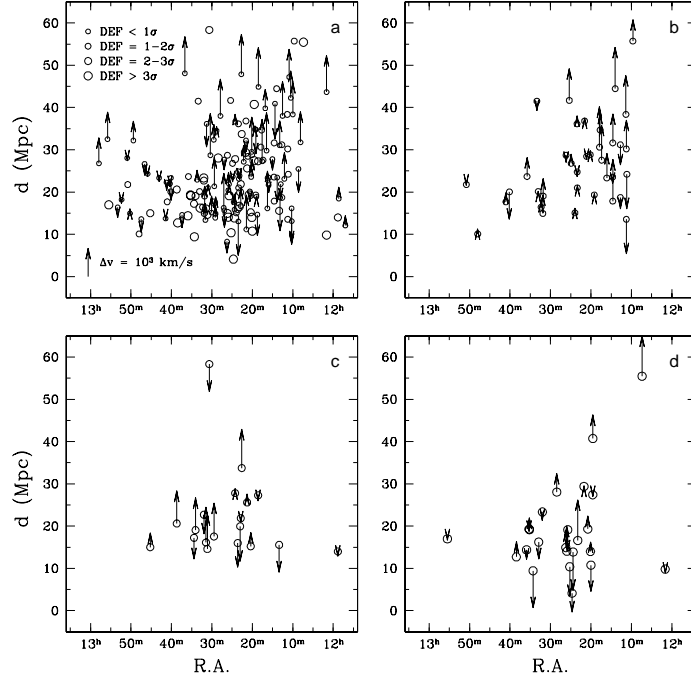 a
DEF < 1σ
DEF = 1-2σ
DEF = 2-3σ
DEF > 3σ
Δv = 10³ km/s
60
50
40
30
20
10
0
d (Mpc)
13ʰ 50ᵐ 40ᵐ 30ᵐ 20ᵐ 10ᵐ 12ʰ
b
60
50
40
30
20
10
0
13ʰ 50ᵐ 40ᵐ 30ᵐ 20ᵐ 10ᵐ 12ʰ
c
60
50
40
30
20
10
0
d (Mpc)
13ʰ 50ᵐ 40ᵐ 30ᵐ 20ᵐ 10ᵐ 12ʰ
R.A.
d
60
50
40
30
20
10
0
13ʰ 50ᵐ 40ᵐ 30ᵐ 20ᵐ 10ᵐ 12ʰ
R.A.